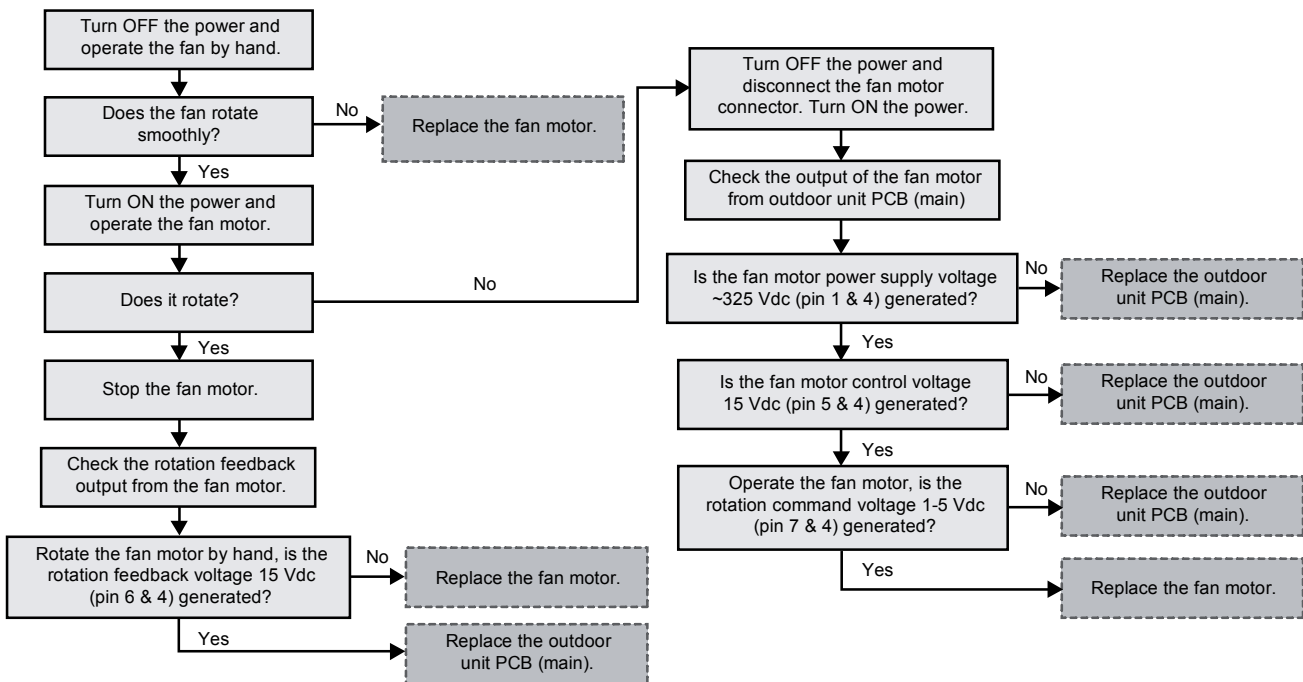 Turn OFF the power and
operate the fan by hand.
Does the fan rotate
smoothly?
No
Replace the fan motor.
Yes
Turn ON the power and
operate the fan motor.
Does it rotate?
No
Yes
Stop the fan motor.
Check the rotation feedback
output from the fan motor.
Rotate the fan motor by hand, is the
rotation feedback voltage 15 Vdc
(pin 6 & 4) generated?
No
Replace the fan motor.
Yes
Replace the outdoor
unit PCB (main).
Turn OFF the power and
disconnect the fan motor
connector. Turn ON the power.
Check the output of the fan motor
from outdoor unit PCB (main)
Is the fan motor power supply voltage
~325 Vdc (pin 1 & 4) generated?
No
Replace the outdoor
unit PCB (main).
Yes
Is the fan motor control voltage
15 Vdc (pin 5 & 4) generated?
No
Replace the outdoor
unit PCB (main).
Yes
Operate the fan motor, is the
rotation command voltage 1-5 Vdc
(pin 7 & 4) generated?
No
Replace the outdoor
unit PCB (main).
Yes
Replace the fan motor.